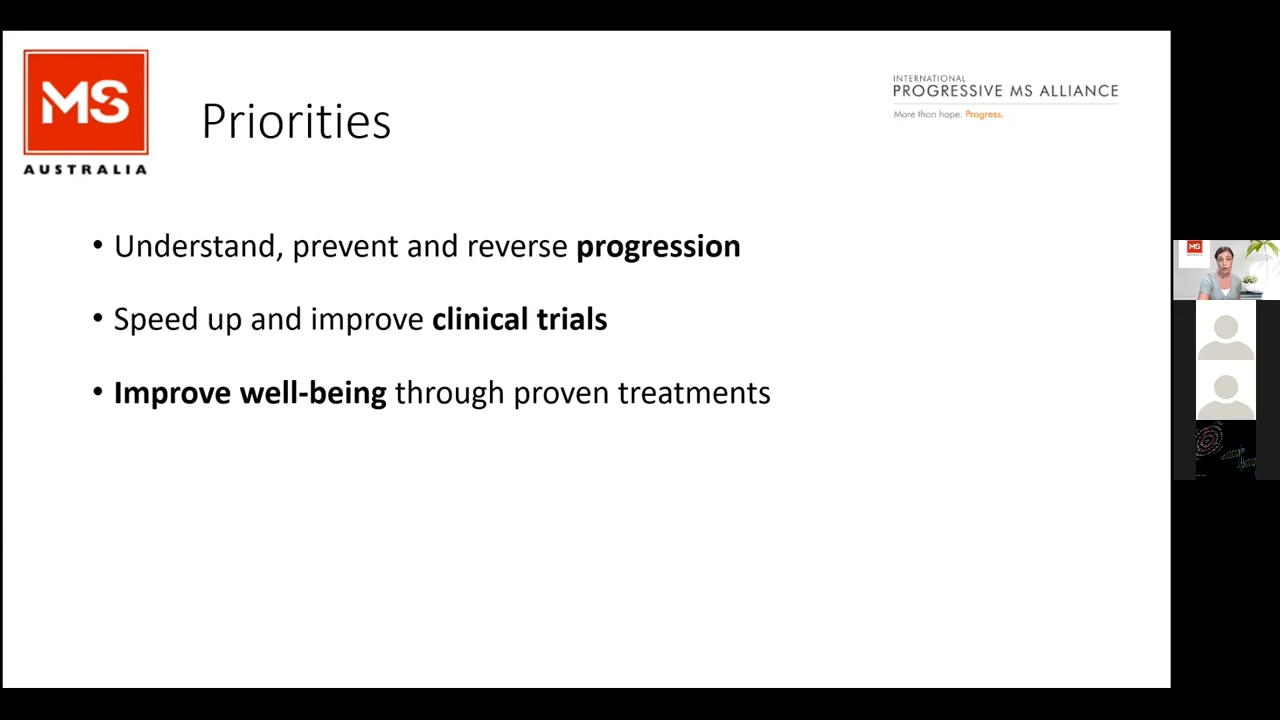 MS
AUSTRALIA
Priorities
INTERNATIONAL
PROGRESSIVE MS ALLIANCE
More than hope. Progress.
• Understand, prevent and reverse progression
• Speed up and improve clinical trials
• Improve well-being through proven treatments
MS